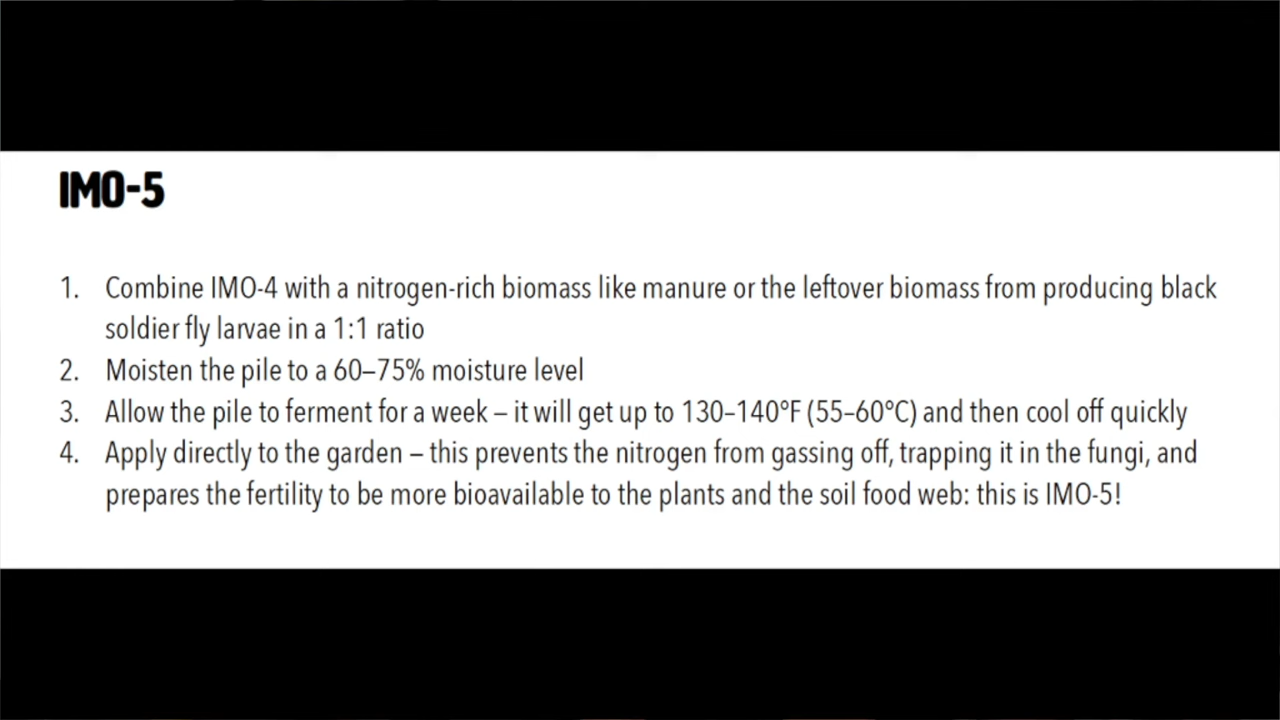 IMO-5
1. Combine IMO-4 with a nitrogen-rich biomass like manure or the leftover biomass from producing black
soldier fly larvae in a 1:1 ratio
2. Moisten the pile to a 60–75% moisture level
3. Allow the pile to ferment for a week – it will get up to 130–140°F (55–60°C) and then cool off quickly
4. Apply directly to the garden – this prevents the nitrogen from gassing off, trapping it in the fungi, and
prepares the fertility to be more bioavailable to the plants and the soil food web: this is IMO-5!